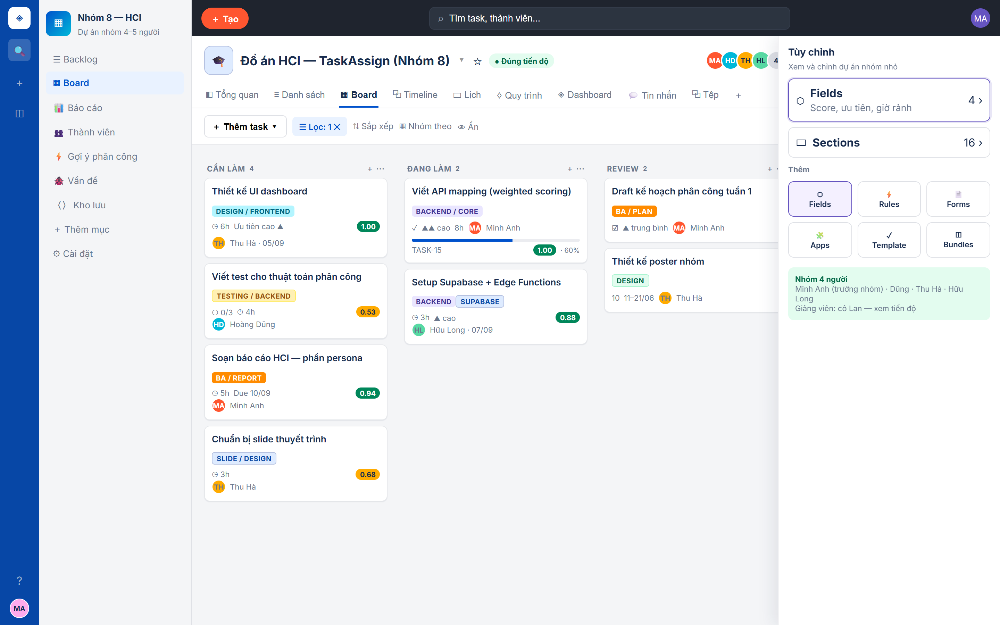 Nhóm 8 — HCI
Dự án nhóm 4–5 người
Backlog
Board
Báo cáo
Thành viên
Gợi ý phân công
Vấn đề
Kho lưu
+ Thêm mục
Cài đặt
?
MA
+ Tạo
Tìm task, thành viên...
MA
Đồ án HCI — TaskAssign (Nhóm 8)
● Đúng tiến độ
MA HD TH HL 4
Tổng quan
Danh sách
Board
Timeline
Lịch
Quy trình
Dashboard
Tin nhắn
Tệp
+
+ Thêm task
Lọc: 1 ✕
Sắp xếp
Nhóm theo
Ẩn
CẦN LÀM 4 + ···
Thiết kế UI dashboard
DESIGN / FRONTEND
6h Ưu tiên cao ▲ 1.00
TH Thu Hà · 05/09
Viết test cho thuật toán phân công
TESTING / BACKEND
0/3 4h 0.53
HD Hoàng Dũng
Soạn báo cáo HCI — phần persona
BA / REPORT
5h Due 10/09 0.94
MA Minh Anh
Chuẩn bị slide thuyết trình
SLIDE / DESIGN
3h 0.68
TH Thu Hà
ĐANG LÀM 2 + ···
Viết API mapping (weighted scoring)
BACKEND / CORE
✓ ▲▲ cao 8h MA Minh Anh
TASK-15 1.00 · 60%
Setup Supabase + Edge Functions
BACKEND SUPABASE
3h ▲ cao 0.88
HL Hữu Long · 07/09
REVIEW 2 +
Draft kế hoạch phân công tuần 1
BA / PLAN
☑ ▲ trung bình MA Minh Anh
Thiết kế poster nhóm
DESIGN
10 11–21/06 TH Thu Hà
Tùy chỉnh
Xem và chỉnh dự án nhóm nhỏ
Fields
Score, ưu tiên, giờ rảnh
4 ›
Sections 16 ›
Thêm
Fields
Rules
Forms
Apps
Template
Bundles
Nhóm 4 người
Minh Anh (trưởng nhóm) · Dũng · Thu Hà · Hữu
Long
Giảng viên: cô Lan — xem tiến độ